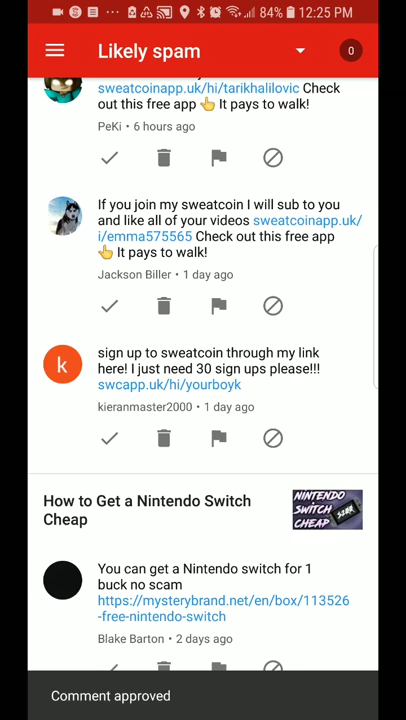 84% 12:25 PM
Likely spam
0
sweatcoinapp.uk/hi/tarikhalilovic Check
out this free app 👆 It pays to walk!
PeKi • 6 hours ago
If you join my sweatcoin I will sub to you
and like all of your videos sweatcoinapp.uk/
i/emma575565 Check out this free app
👆 It pays to walk!
Jackson Biller • 1 day ago
k
sign up to sweatcoin through my link
here! I just need 30 sign ups please!!!
swcapp.uk/hi/yourboyk
kieranmaster2000 • 1 day ago
How to Get a Nintendo Switch
Cheap
NINTENDO
SWITCH
CHEAP
You can get a Nintendo switch for 1
buck no scam
https://mysterybrand.net/en/box/113526
-free-nintendo-switch
Blake Barton • 2 days ago
Comment approved